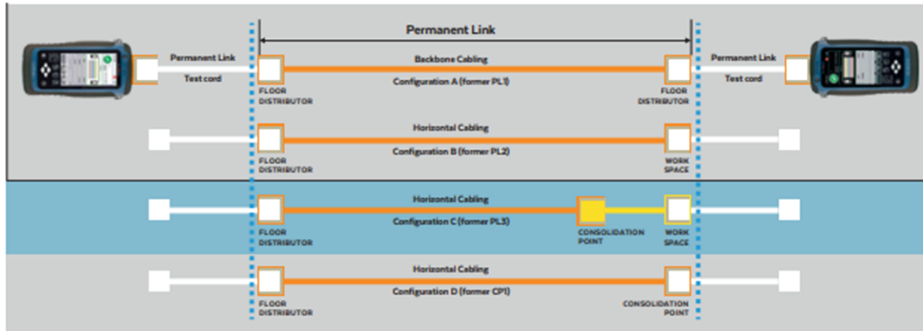 Permanent Link
Permanent Link
Test cord
Backbone Cabling
Configuration A (former PL1)
Permanent Link
Test cord
FLOOR
DISTRIBUTOR
FLOOR
DISTRIBUTOR
Horizontal Cabling
Configuration B (former PL2)
FLOOR
DISTRIBUTOR
WORK
SPACE
Horizontal Cabling
Configuration C (former PL3)
FLOOR
DISTRIBUTOR
CONSOLIDATION
POINT
WORK
SPACE
Horizontal Cabling
Configuration D (former CP1)
FLOOR
DISTRIBUTOR
CONSOLIDATION
POINT